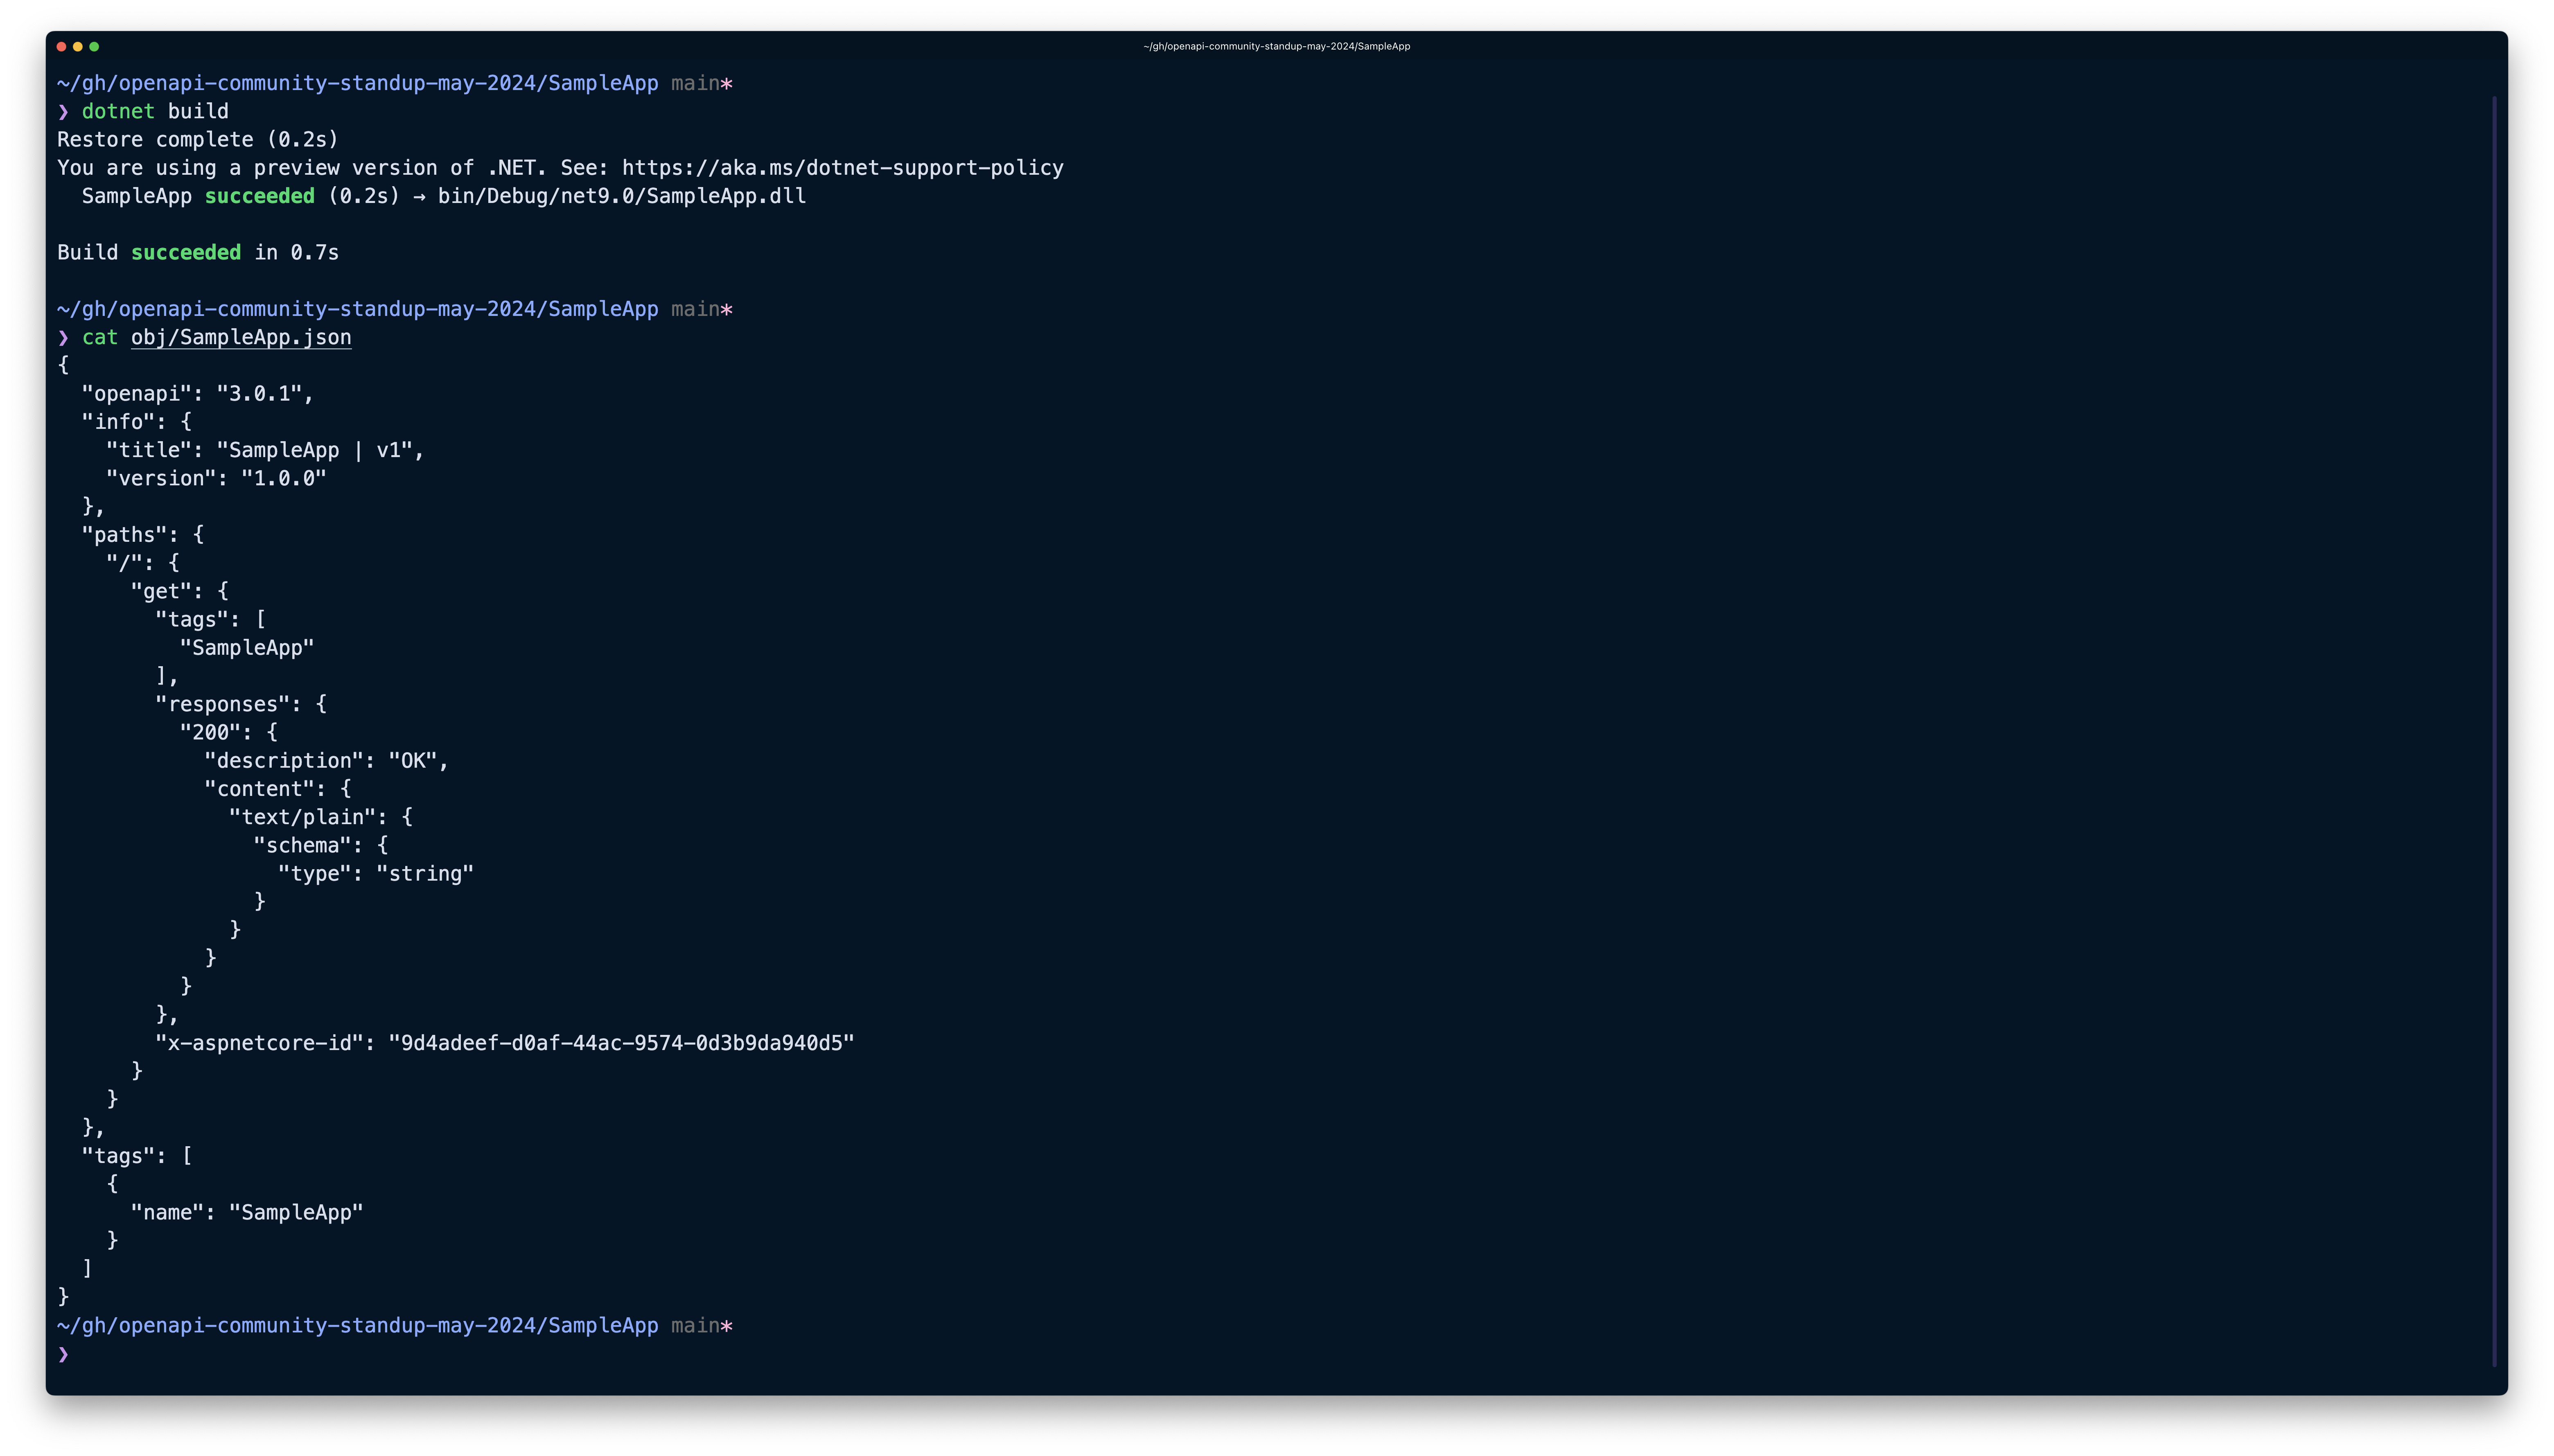 ~/gh/openapi-community-standup-may-2024/SampleApp
~/gh/openapi-community-standup-may-2024/SampleApp main*
❯ dotnet build
Restore complete (0.2s)
You are using a preview version of .NET. See: https://aka.ms/dotnet-support-policy
  SampleApp succeeded (0.2s) → bin/Debug/net9.0/SampleApp.dll

Build succeeded in 0.7s

~/gh/openapi-community-standup-may-2024/SampleApp main*
❯ cat obj/SampleApp.json
{
  "openapi": "3.0.1",
  "info": {
    "title": "SampleApp | v1",
    "version": "1.0.0"
  },
  "paths": {
    "/": {
      "get": {
        "tags": [
          "SampleApp"
        ],
        "responses": {
          "200": {
            "description": "OK",
            "content": {
              "text/plain": {
                "schema": {
                  "type": "string"
                }
              }
            }
          }
        },
        "x-aspnetcore-id": "9d4adeef-d0af-44ac-9574-0d3b9da940d5"
      }
    }
  },
  "tags": [
    {
      "name": "SampleApp"
    }
  ]
}
~/gh/openapi-community-standup-may-2024/SampleApp main*
❯